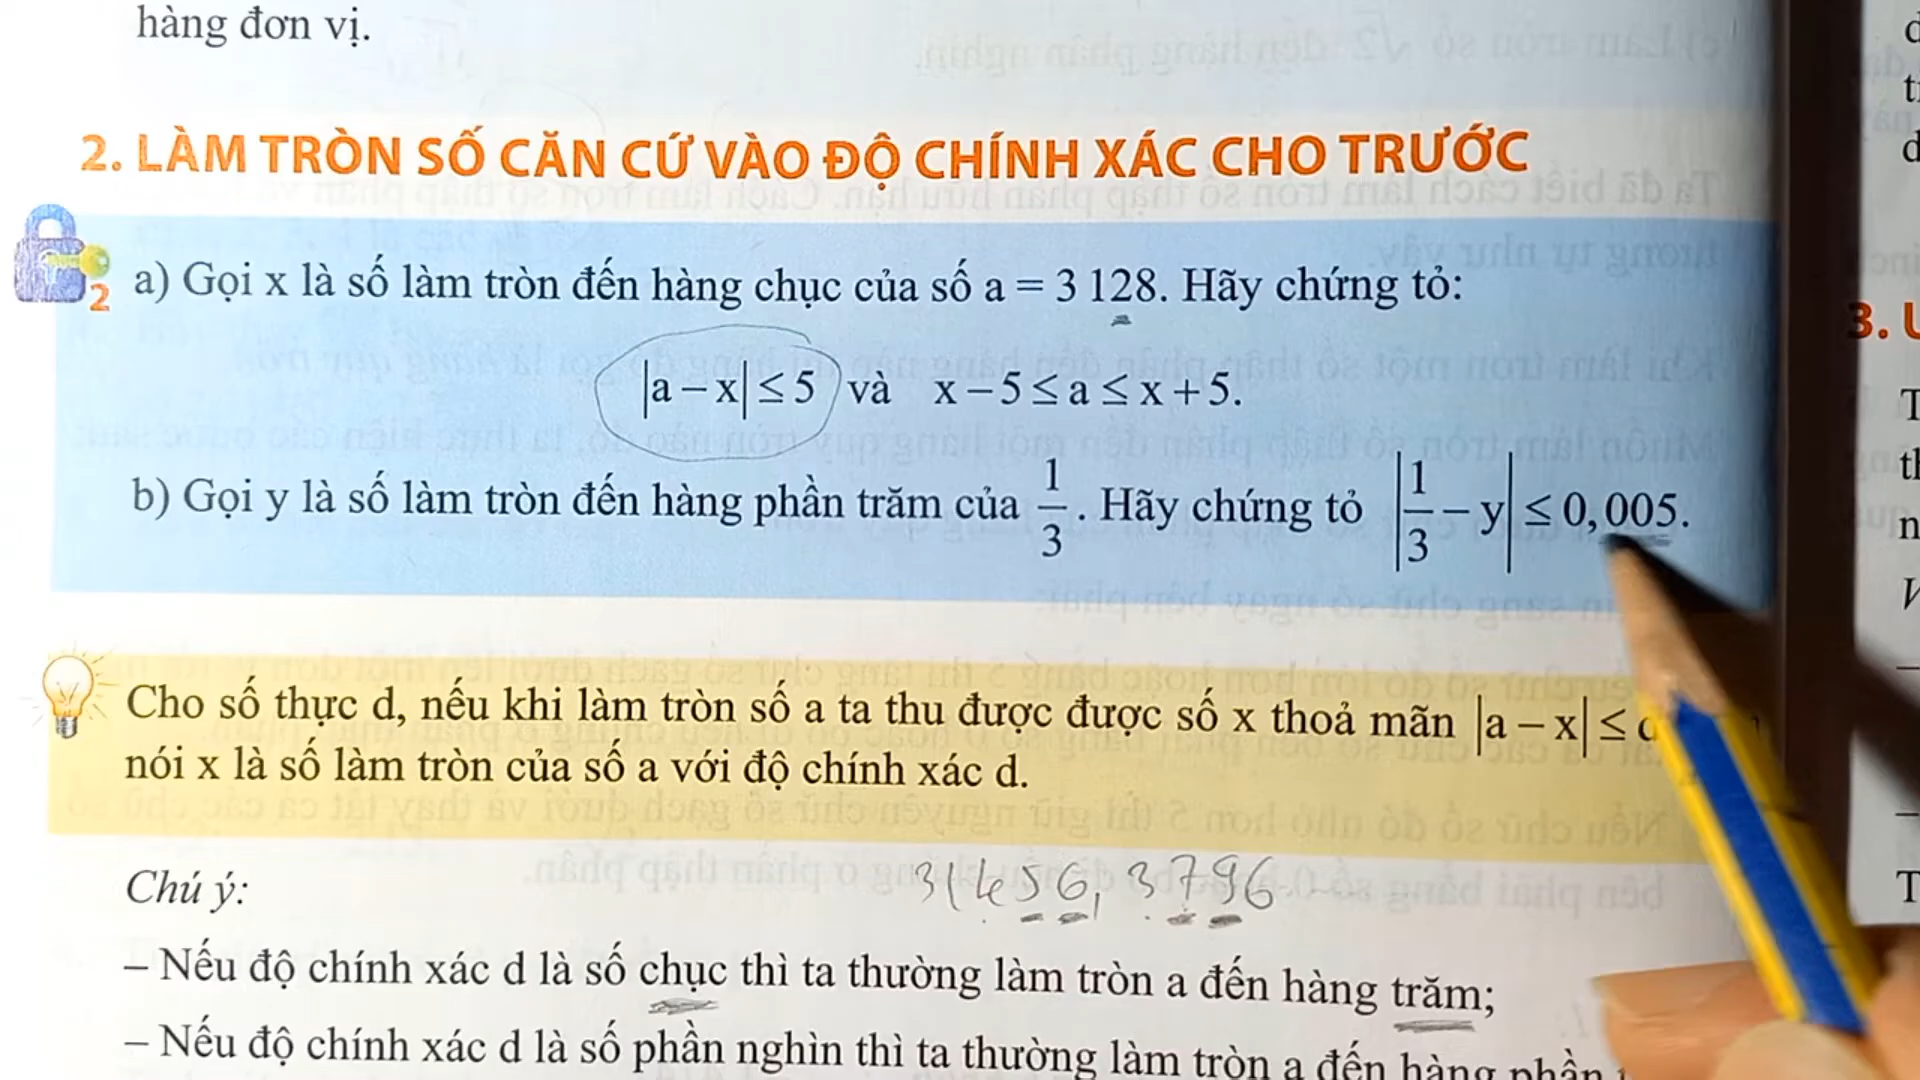 hàng đơn vị.
2. LÀM TRÒN SỐ CĂN CỨ VÀO ĐỘ CHÍNH XÁC CHO TRƯỚC
2
a) Gọi x là số làm tròn đến hàng chục của số a = 3 128. Hãy chứng tỏ:
|a − x| ≤ 5 và x − 5 ≤ a ≤ x + 5.
b) Gọi y là số làm tròn đến hàng phần trăm của 1/3. Hãy chứng tỏ |1/3 − y| ≤ 0,005.
Cho số thực d, nếu khi làm tròn số a ta thu được được số x thoả mãn |a − x| ≤
nói x là số làm tròn của số a với độ chính xác d.
Chú ý:
31456,3796
– Nếu độ chính xác d là số chục thì ta thường làm tròn a đến hàng trăm;
– Nếu độ chính xác d là số phần nghìn thì ta thường làm tròn a đến hàng phần
3.